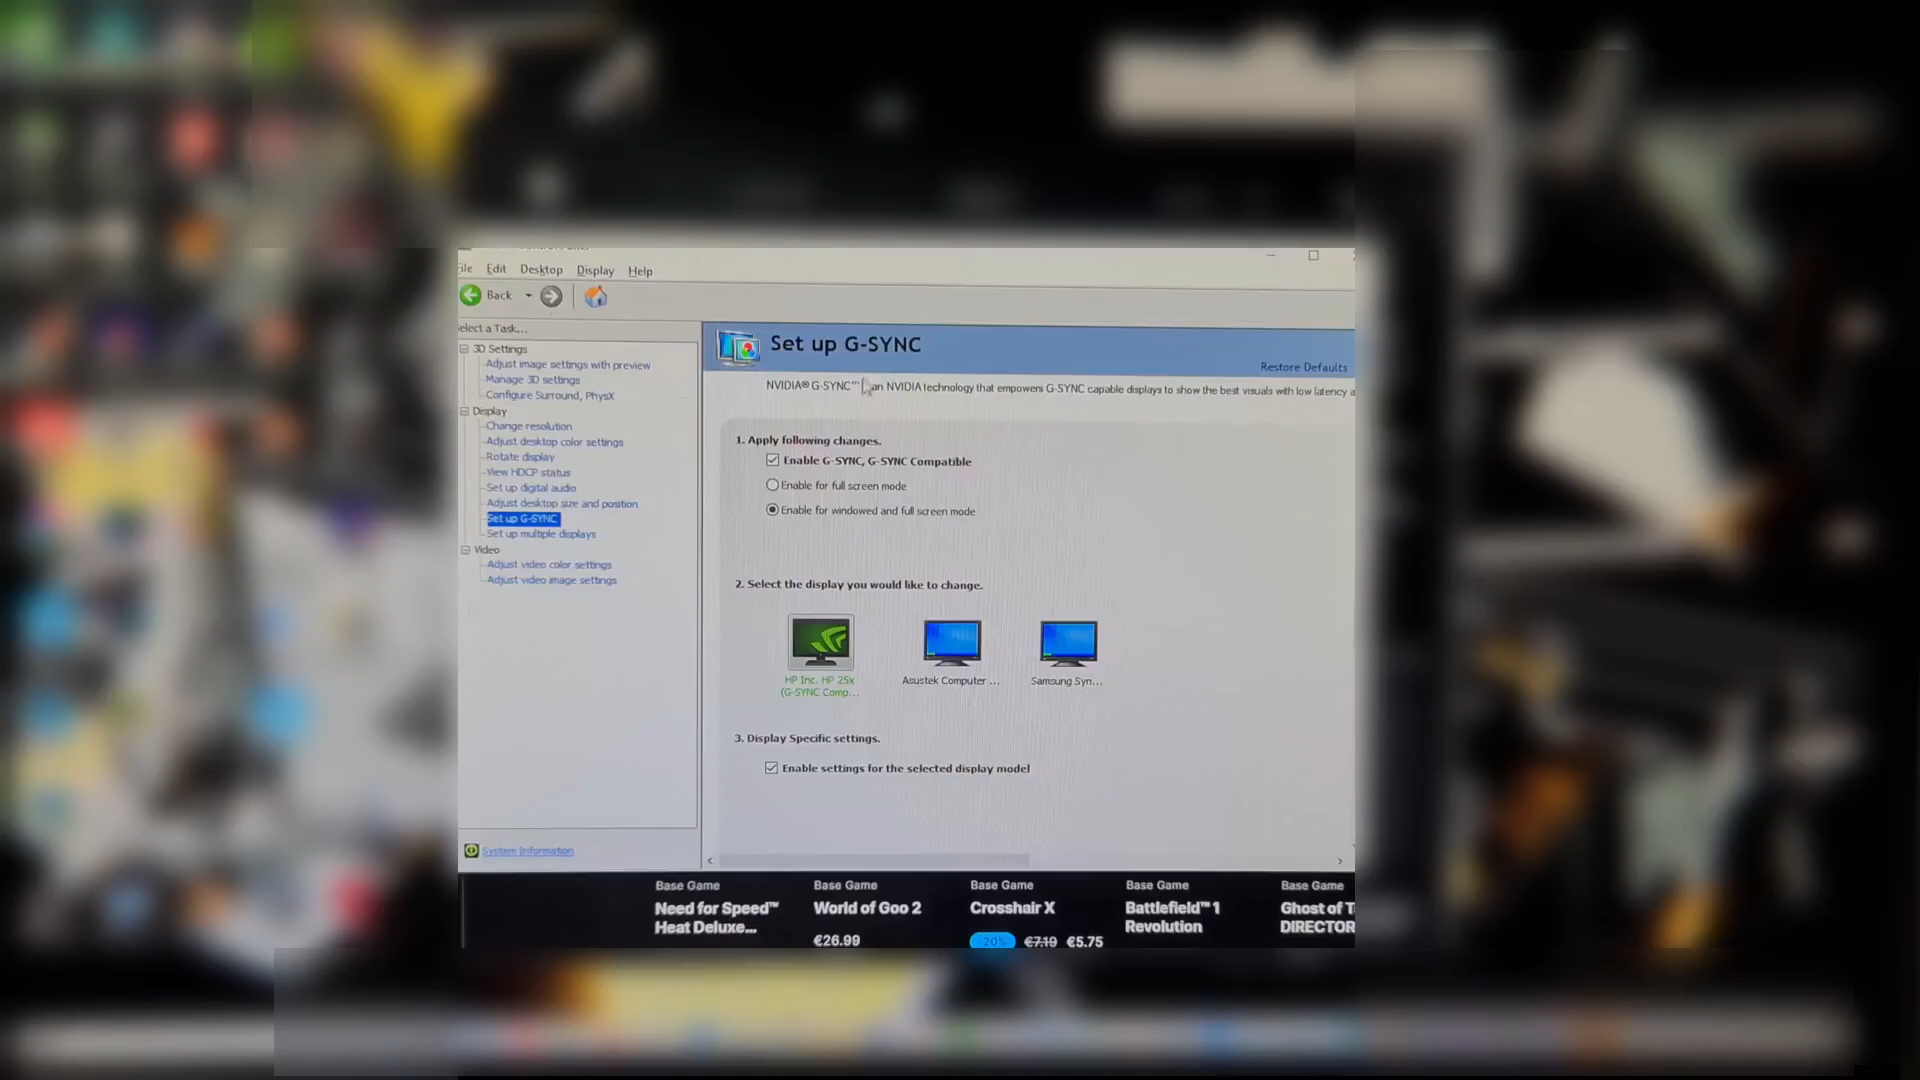 ile Edit Desktop Display Help
Back
elect a Task...
3D Settings
Adjust image settings with preview
Manage 3D settings
Configure Surround, PhysX
Display
Change resolution
Adjust desktop color settings
Rotate display
View HDCP status
Set up digital audio
Adjust desktop size and position
Set up G-SYNC
Set up multiple displays
Video
Adjust video color settings
Adjust video image settings
System Information
Set up G-SYNC
Restore Defaults
NVIDIA® G-SYNC™ an NVIDIA technology that empowers G-SYNC capable displays to show the best visuals with low latency a
1. Apply following changes.
Enable G-SYNC, G-SYNC Compatible
Enable for full screen mode
Enable for windowed and full screen mode
2. Select the display you would like to change.
HP Inc. HP 25x
(G-SYNC Comp...
Asustek Computer ...
Samsung Syn...
3. Display Specific settings.
Enable settings for the selected display model
Base Game
Need for Speed™
Heat Deluxe...
Base Game
World of Goo 2
€26.99
Base Game
Crosshair X
-20% €7.19 €5.75
Base Game
Battlefield™ 1
Revolution
Base Game
Ghost of T
DIRECTOR